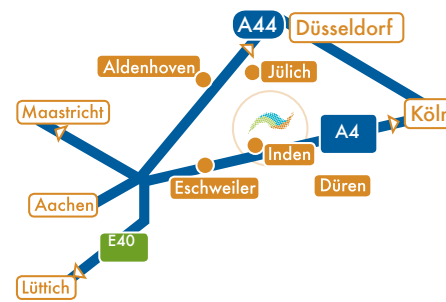 A44
Düsseldorf
Aldenhoven
Jülich
Maastricht
Köln
A4
Inden
Eschweiler
Düren
Aachen
E40
Lüttich